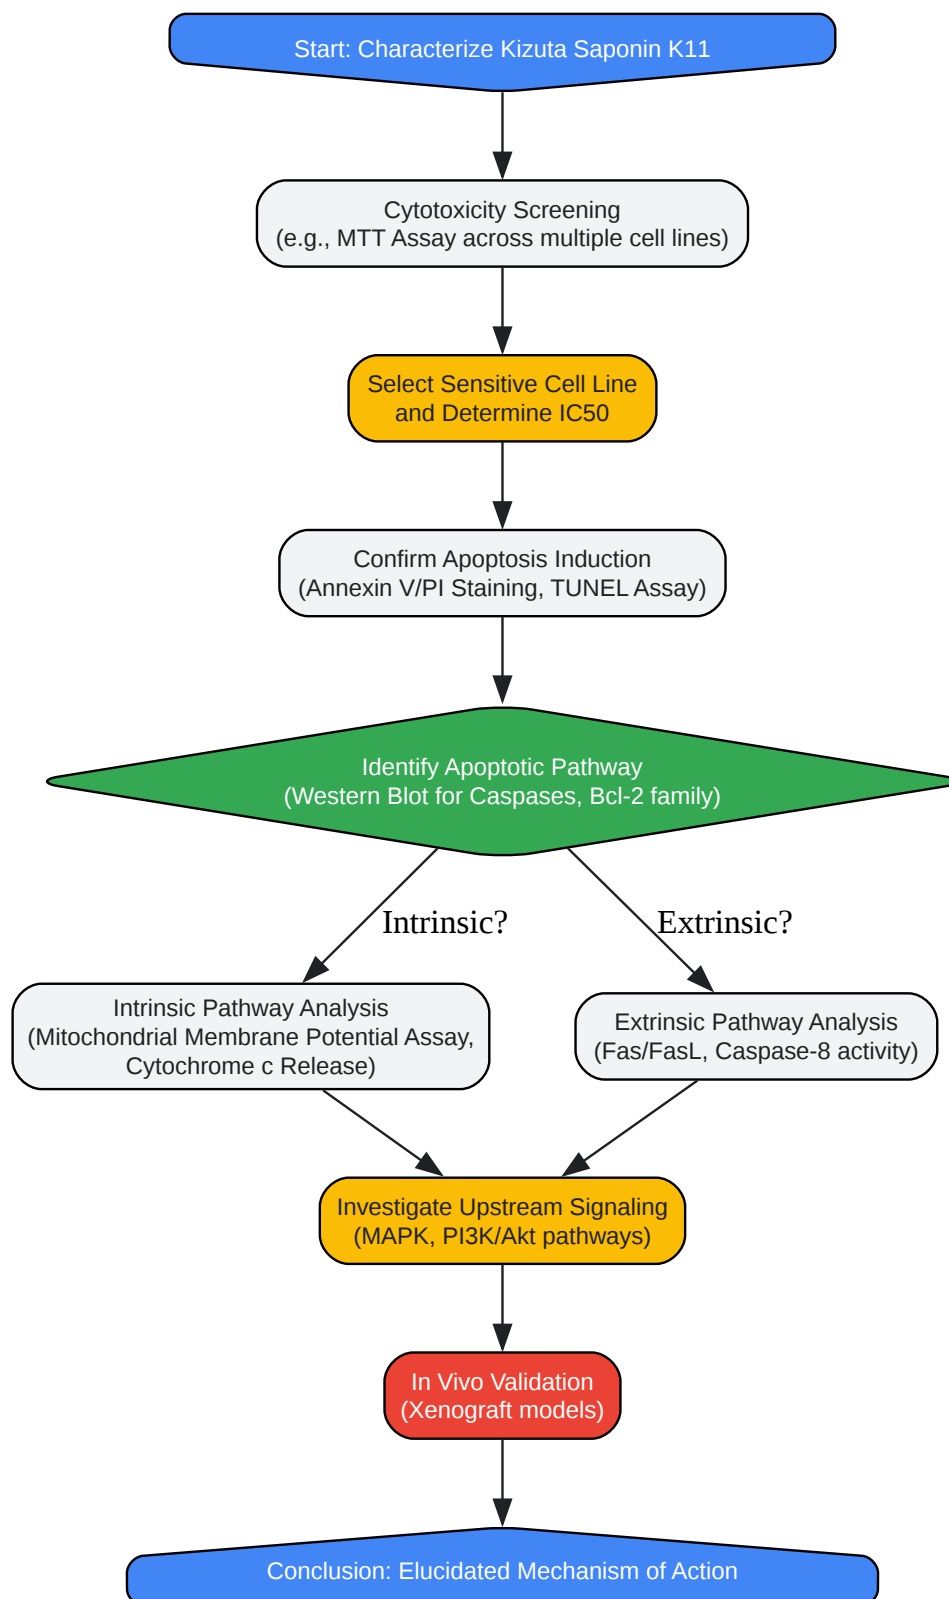 Start: Characterize Kizuta Saponin K11
Cytotoxicity Screening
(e.g., MTT Assay across multiple cell lines)
Select Sensitive Cell Line
and Determine IC50
Confirm Apoptosis Induction
(Annexin V/PI Staining, TUNEL Assay)
Identify Apoptotic Pathway
(Western Blot for Caspases, Bcl-2 family)
Intrinsic?
Extrinsic?
Intrinsic Pathway Analysis
(Mitochondrial Membrane Potential Assay,
Cytochrome c Release)
Extrinsic Pathway Analysis
(Fas/FasL, Caspase-8 activity)
Investigate Upstream Signaling
(MAPK, PI3K/Akt pathways)
In Vivo Validation
(Xenograft models)
Conclusion: Elucidated Mechanism of Action